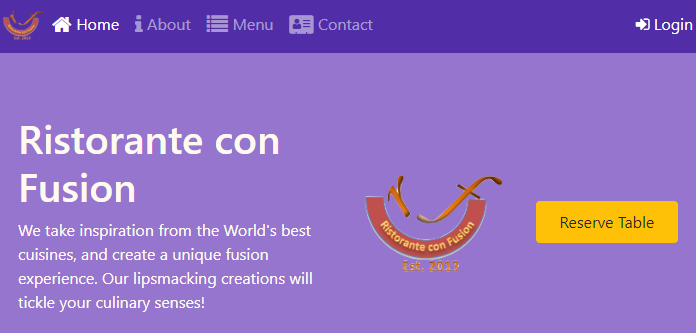 Home About Menu Contact Login
Ristorante con
Fusion
We take inspiration from the World's best
cuisines, and create a unique fusion
experience. Our lipsmacking creations will
tickle your culinary senses!
Ristorante con Fusion
Est. 2019
Reserve Table